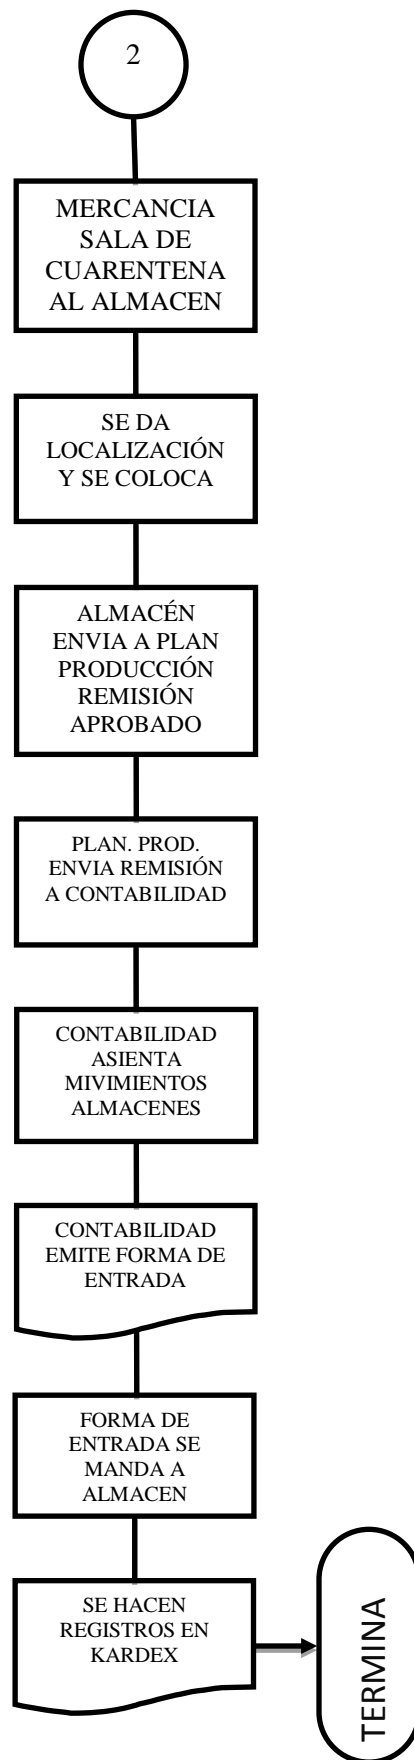 2
MERCANCIA
SALA DE
CUARENTENA
AL ALMACEN
SE DA
LOCALIZACIÓN
Y SE COLOCA
ALMACÉN
ENVIA A PLAN
PRODUCCIÓN
REMISIÓN
APROBADO
PLAN. PROD.
ENVIA REMISIÓN
A CONTABILIDAD
CONTABILIDAD
ASIENTA
MIVIMIENTOS
ALMACENES
CONTABILIDAD
EMITE FORMA DE
ENTRADA
FORMA DE
ENTRADA SE
MANDA A
ALMACEN
SE HACEN
REGISTROS EN
KARDEX
TERMINA